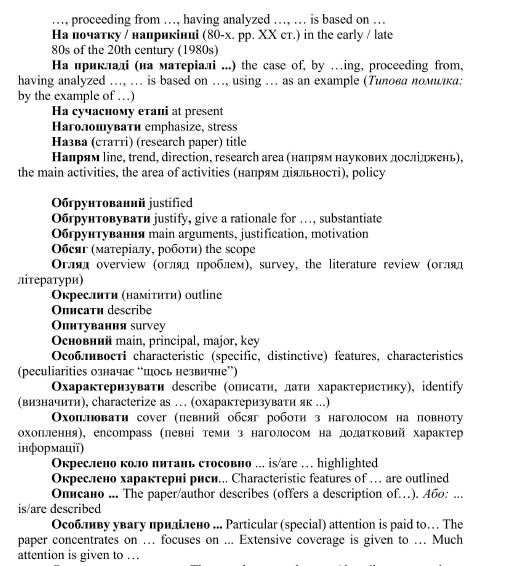 …, proceeding from …, having analyzed …, … is based on …
На початку / наприкінці (80-х. рр. XX ст.) in the early / late
80s of the 20th century (1980s)
На прикладі (на матеріалі ...) the case of, by …ing, proceeding from,
having analyzed …, … is based on …, using … as an example (Типова помилка:
by the example of …)
На сучасному етапі at present
Наголошувати emphasize, stress
Назва (статті) (research paper) title
Напрям line, trend, direction, research area (напрям наукових досліджень),
the main activities, the area of activities (напрям діяльності), policy
Обґрунтований justified
Обґрунтовувати justify, give a rationale for …, substantiate
Обґрунтування main arguments, justification, motivation
Обсяг (матеріалу, роботи) the scope
Огляд overview (огляд проблем), survey, the literature review (огляд
літератури)
Окреслити (намітити) outline
Описати describe
Опитування survey
Основний main, principal, major, key
Особливості characteristic (specific, distinctive) features, characteristics
(peculiarities означає “щось незвичне”)
Охарактеризувати describe (описати, дати характеристику), identify
(визначити), characterize as … (охарактеризувати як ...)
Охоплювати cover (певний обсяг роботи з наголосом на повноту
охоплення), encompass (певні теми з наголосом на додатковий характер
інформації)
Окреслено коло питань стосовно ... is/are … highlighted
Окреслено характерні риси... Characteristic features of … are outlined
Описано ... The paper/author describes (offers a description of…). Або: ...
is/are described
Особливу увагу приділено ... Particular (special) attention is paid to… The
paper concentrates on … focuses on ... Extensive coverage is given to … Much
attention is given to …